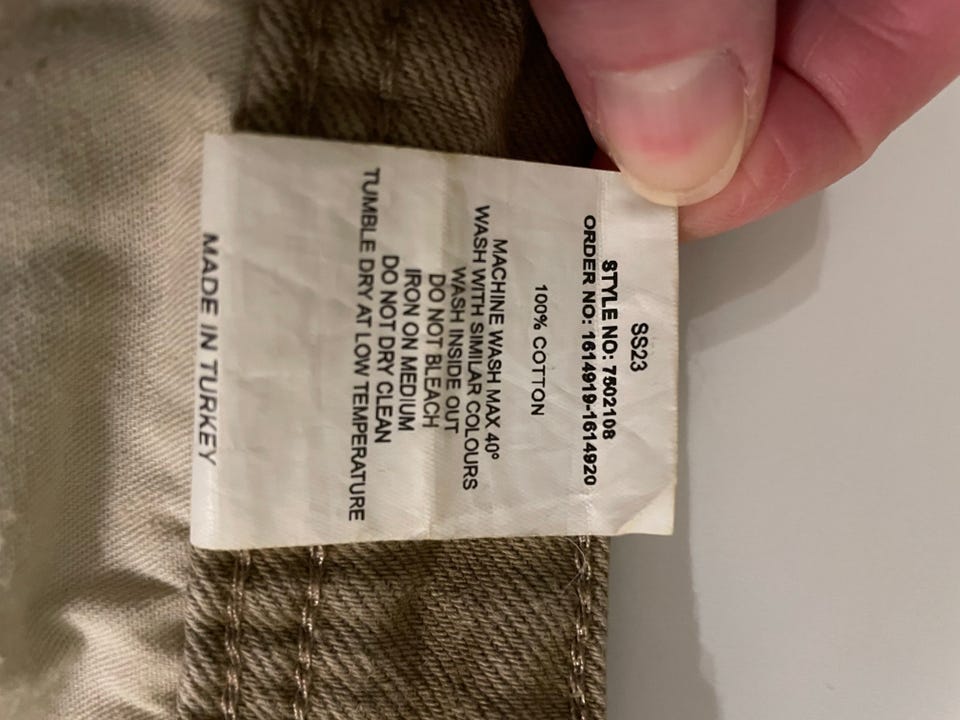 SS23
STYLE NO: 7502108
ORDER NO: 1614919-1614920
100% COTTON
MACHINE WASH MAX 40°
WASH WITH SIMILAR COLOURS
WASH INSIDE OUT
DO NOT BLEACH
IRON ON MEDIUM
DO NOT DRY CLEAN
TUMBLE DRY AT LOW TEMPERATURE
MADE IN TURKEY